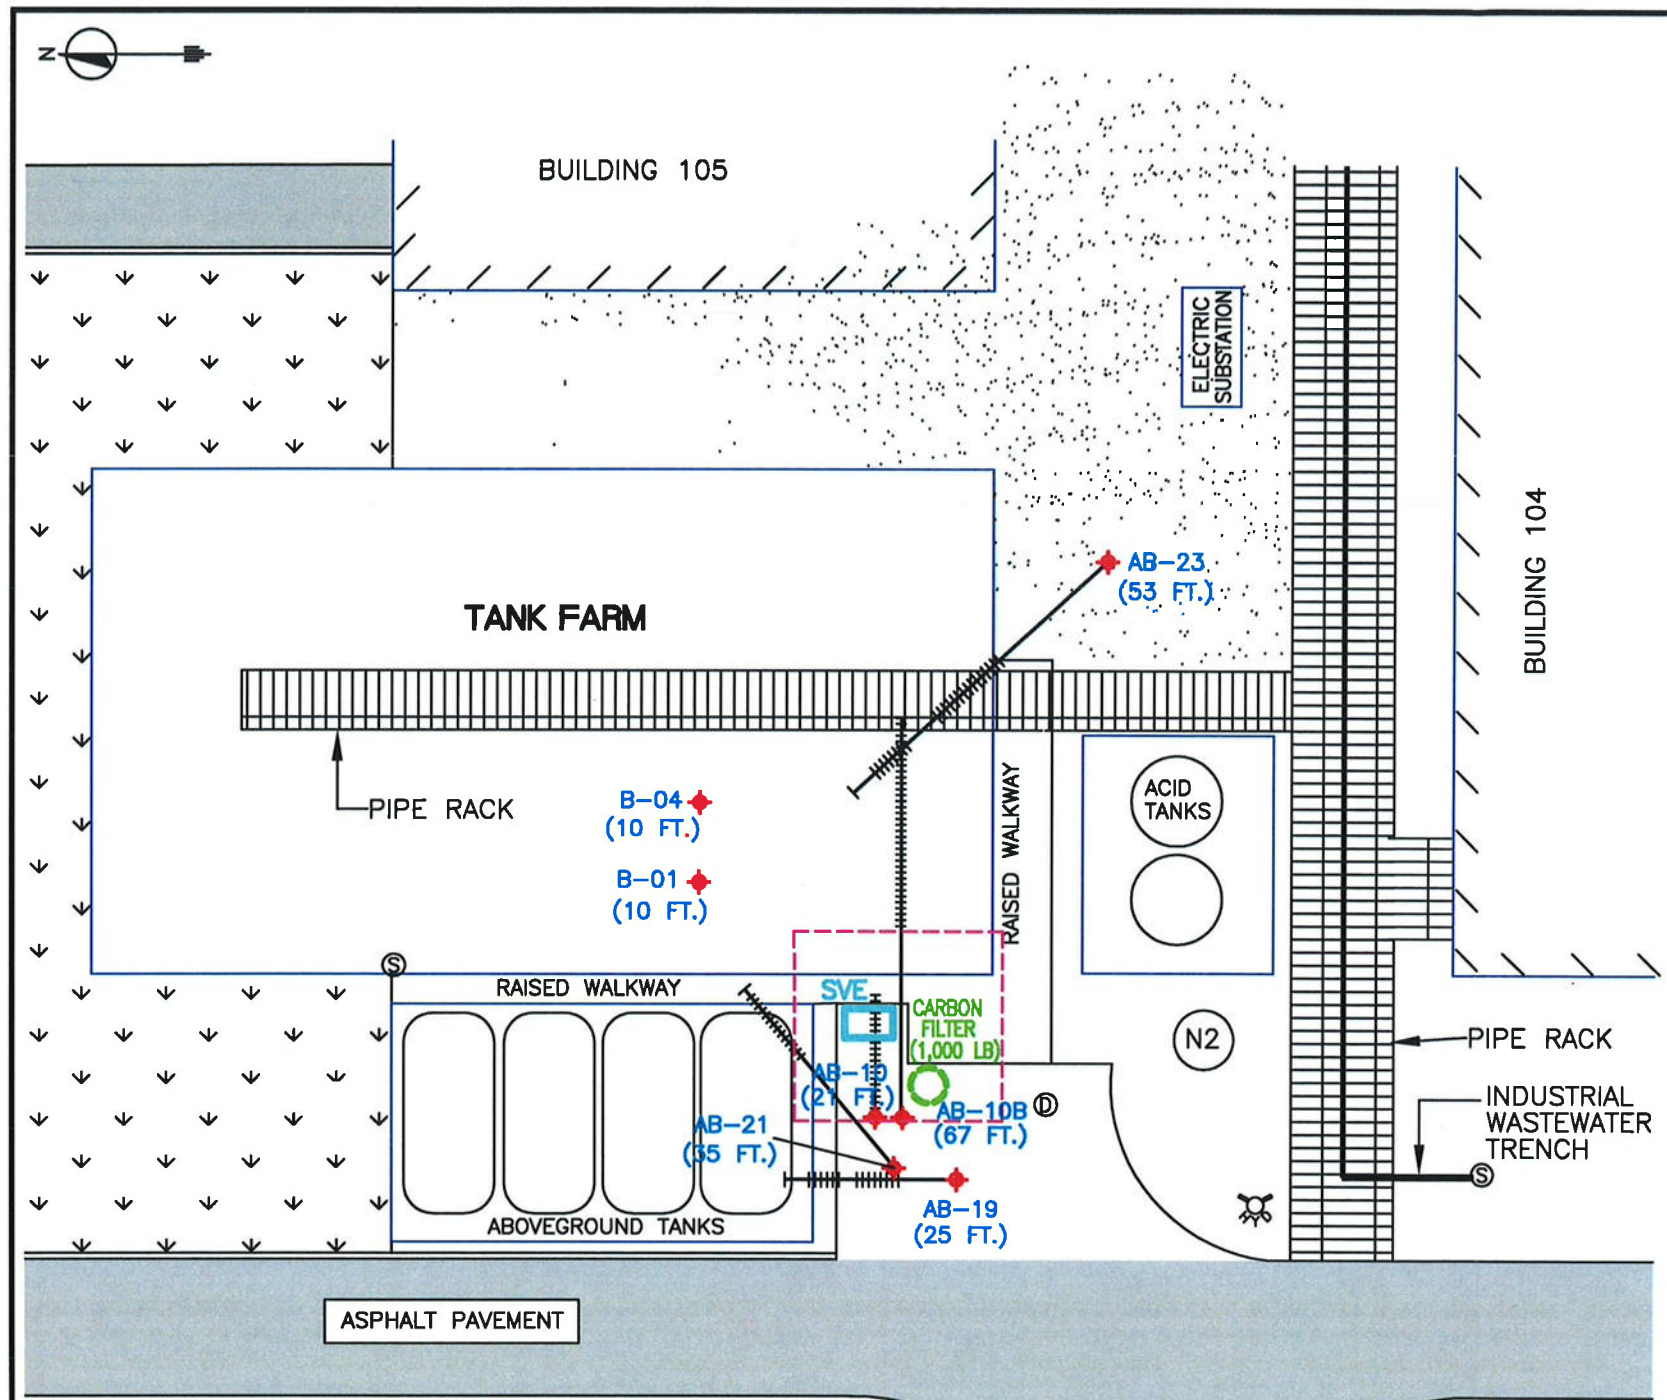 N
BUILDING 105
ELECTRIC
SUBSTATION
BUILDING 104
AB-23
(53 FT.)
TANK FARM
PIPE RACK
B-04
(10 FT.)
B-01
(10 FT.)
RAISED WALKWAY
ACID
TANKS
S
RAISED WALKWAY
SVE
CARBON
FILTER
(1,000 LB)
N2
PIPE RACK
AB-10
(21 FT.)
AB-10B
(67 FT.)
D
INDUSTRIAL
WASTEWATER
TRENCH
AB-21
(35 FT.)
S
AB-19
(25 FT.)
ABOVEGROUND TANKS
ASPHALT PAVEMENT